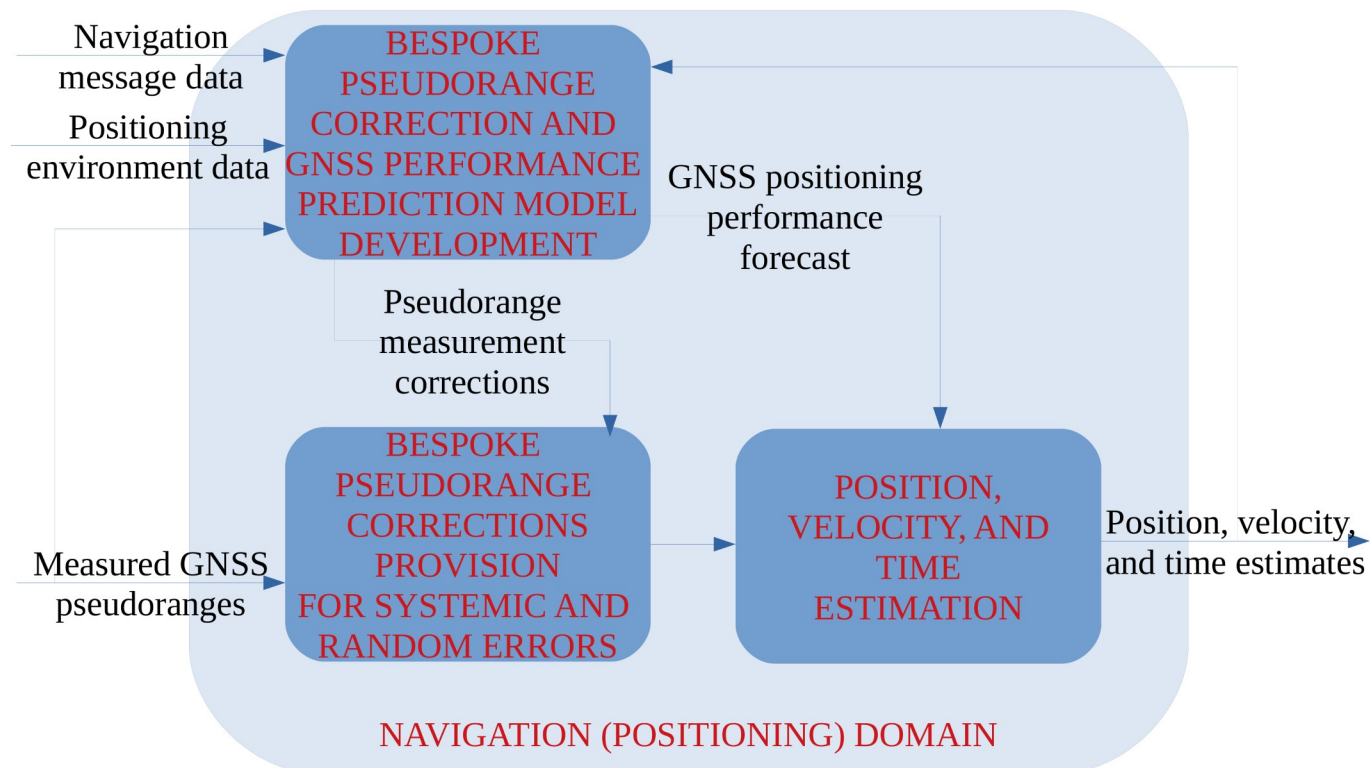 Navigation
message data
Positioning
environment data
BESPOKE
PSEUDORANGE
CORRECTION AND
GNSS PERFORMANCE
PREDICTION MODEL
DEVELOPMENT
GNSS positioning
performance
forecast
Pseudorange
measurement
corrections
Measured GNSS
pseudoranges
BESPOKE
PSEUDORANGE
CORRECTIONS
PROVISION
FOR SYSTEMIC AND
RANDOM ERRORS
POSITION,
VELOCITY, AND
TIME
ESTIMATION
Position, velocity,
and time estimates
NAVIGATION (POSITIONING) DOMAIN